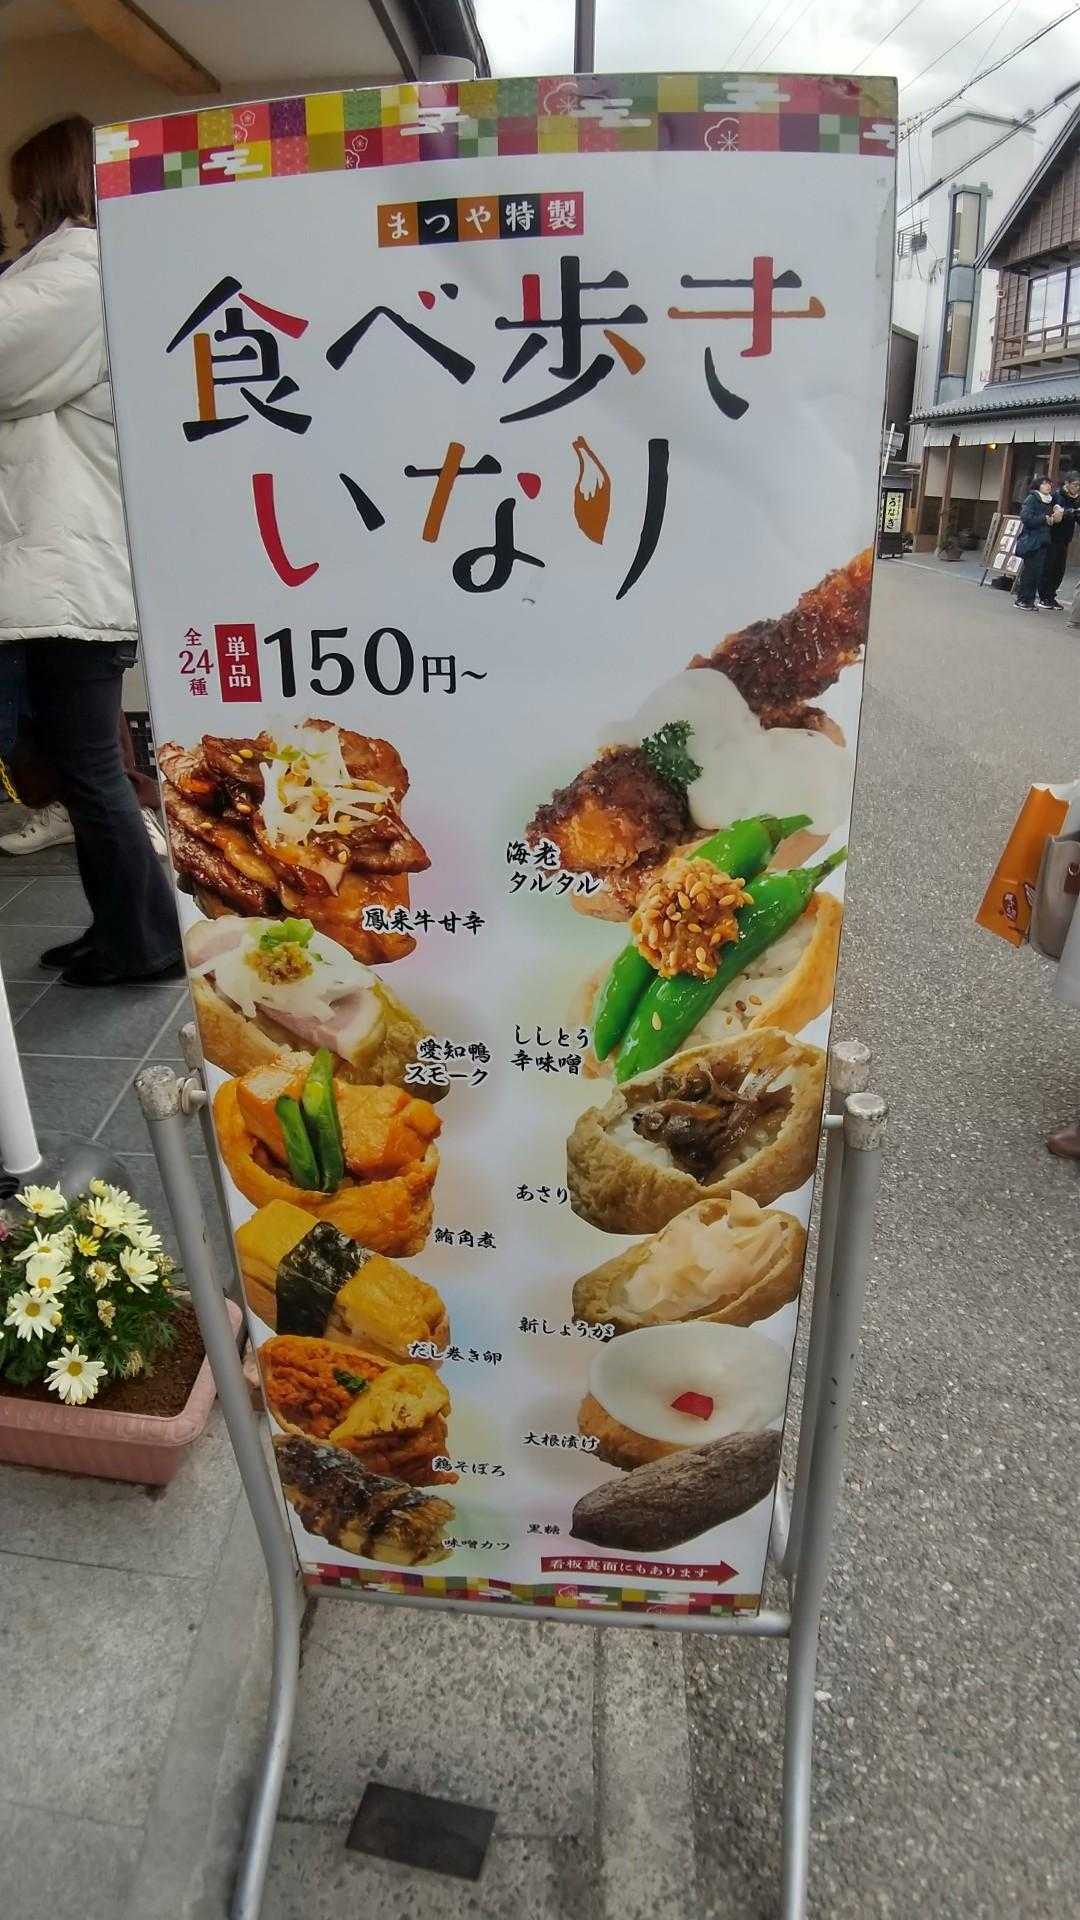 まつや特製
食べ歩き
いなり
全24種
単品
150円～
鳳来牛甘辛
海老
タルタル
愛知鴨
スモーク
ししとう
辛味噌
鮪角煮
あさり
だし巻き卵
新しょうが
鶏そぼろ
大根漬け
味噌カツ
黒糖
看板裏面にもあります
うなぎ